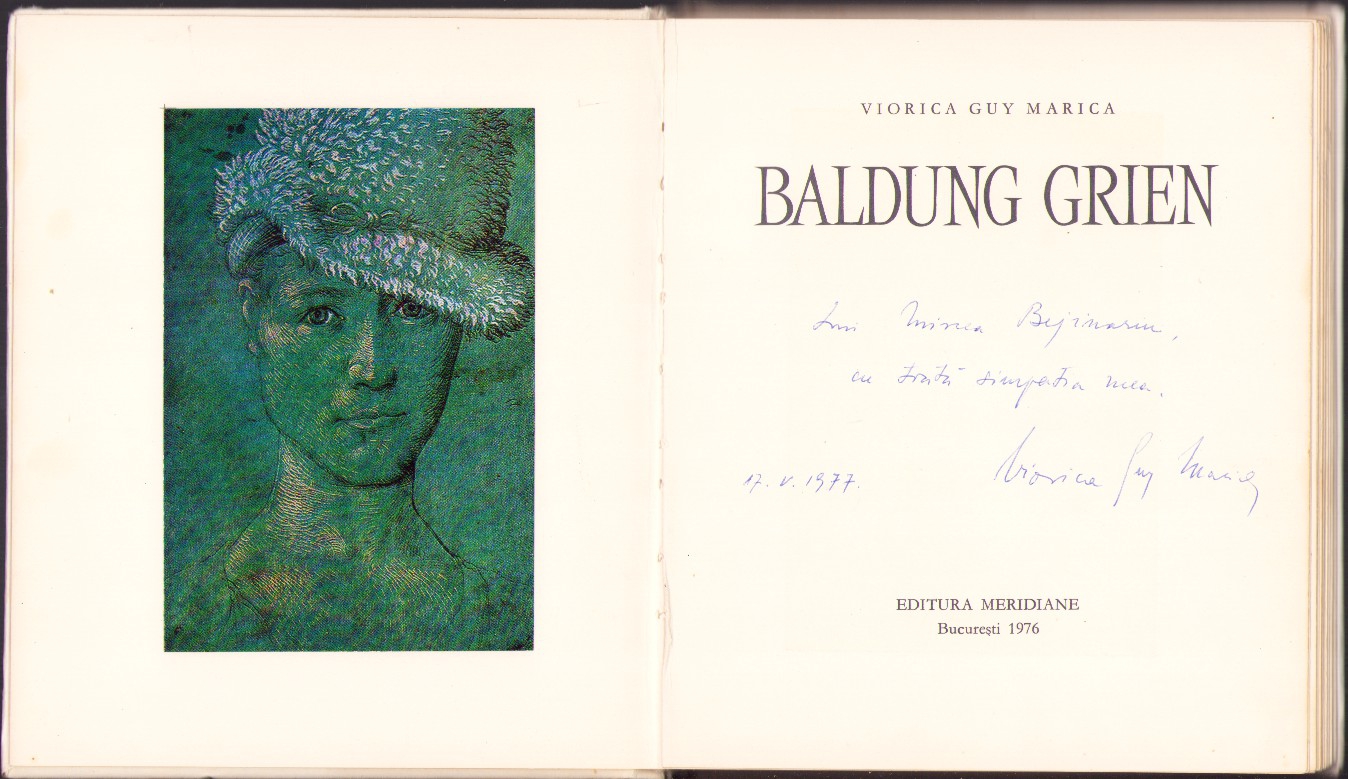 VIORICA GUY MARICA
BALDUNG GRIEN
Lui Mircea Bejinariu,
cu toată simpatia mea.
17. V. 1977.
Viorica Guy Marica
EDITURA MERIDIANE
București 1976